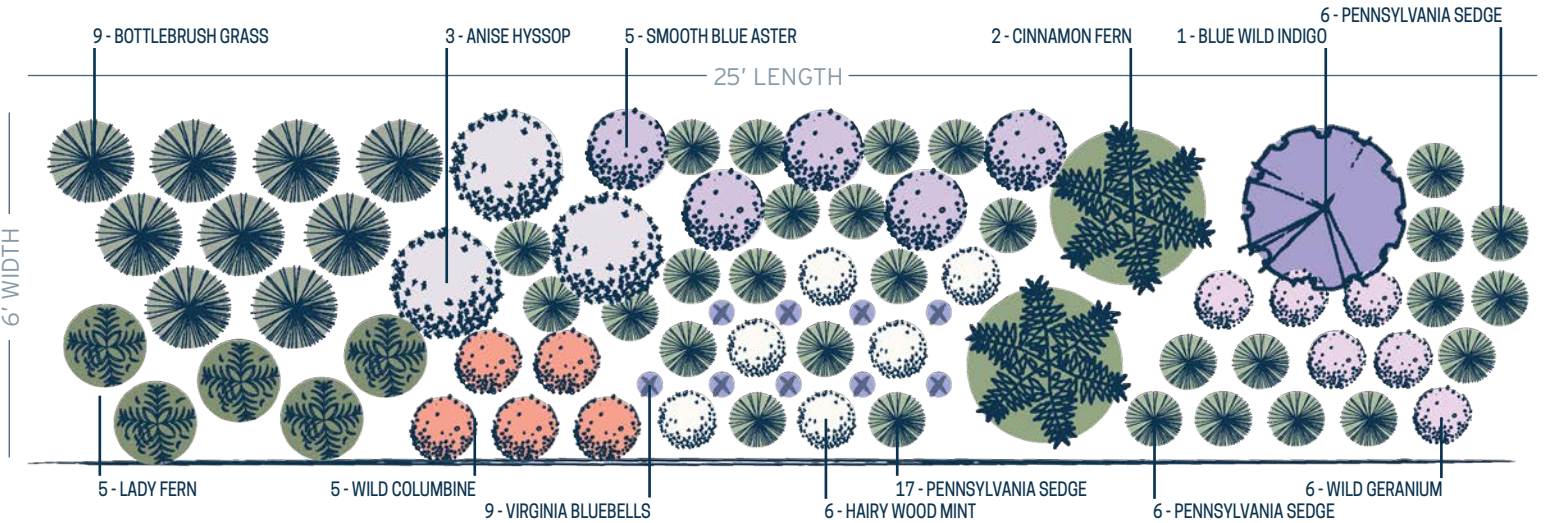 6 - PENNSYLVANIA SEDGE
9 - BOTTLEBRUSH GRASS
3 - ANISE HYSSOP
5 - SMOOTH BLUE ASTER
2 - CINNAMON FERN
1 - BLUE WILD INDIGO
25' LENGTH
6' WIDTH
5 - LADY FERN
5 - WILD COLUMBINE
17 - PENNSYLVANIA SEDGE
6 - WILD GERANIUM
9 - VIRGINIA BLUEBELLS
6 - HAIRY WOOD MINT
6 - PENNSYLVANIA SEDGE